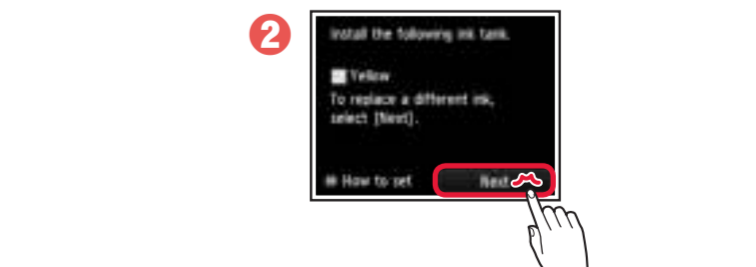 2
Install the following ink tank.
Yellow
To replace a different ink,
select [Next].
How to set
Next